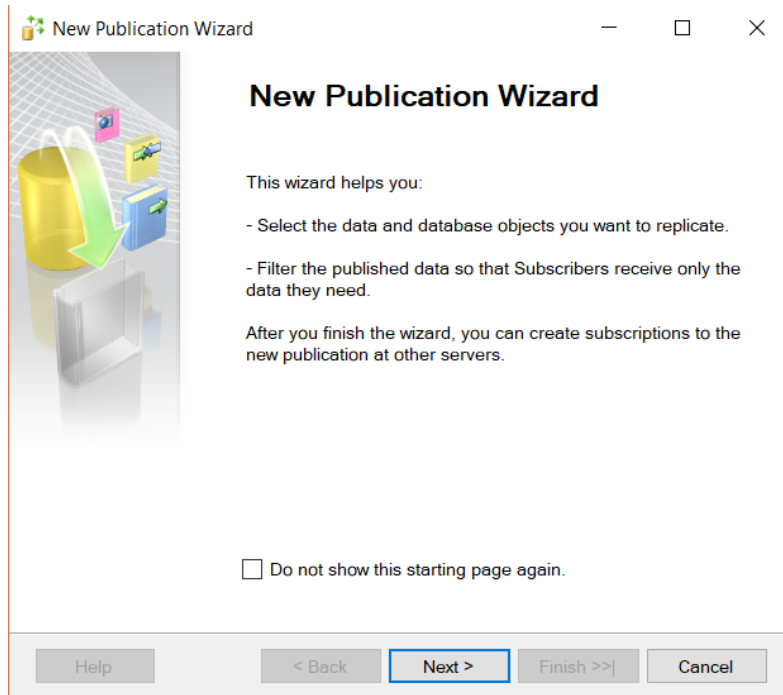 New Publication Wizard
New Publication Wizard
This wizard helps you:
- Select the data and database objects you want to replicate.
- Filter the published data so that Subscribers receive only the
data they need.
After you finish the wizard, you can create subscriptions to the
new publication at other servers.
Do not show this starting page again.
Help
< Back
Next >
Finish >>|
Cancel